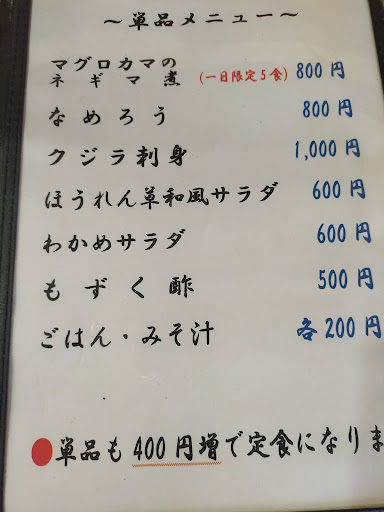 ～単品メニュー～
マグロカマの
ネギマ煮 (一日限定5食) 800円
なめろう 800円
クジラ刺身 1,000円
ほうれん草和風サラダ 600円
わかめサラダ 600円
もずく酢 500円
ごはん・みそ汁 各200円
●単品も400円増で定食になりま